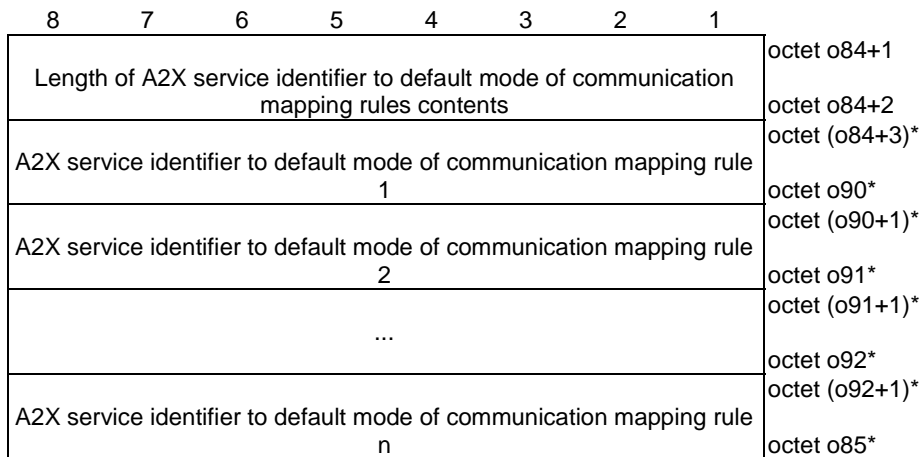 8 7 6 5 4 3 2 1
octet o84+1
Length of A2X service identifier to default mode of communication
mapping rules contents
octet o84+2
octet (o84+3)*
A2X service identifier to default mode of communication mapping rule
1
octet o90*
octet (o90+1)*
A2X service identifier to default mode of communication mapping rule
2
octet o91*
octet (o91+1)*
...
octet o92*
octet (o92+1)*
A2X service identifier to default mode of communication mapping rule
n
octet o85*